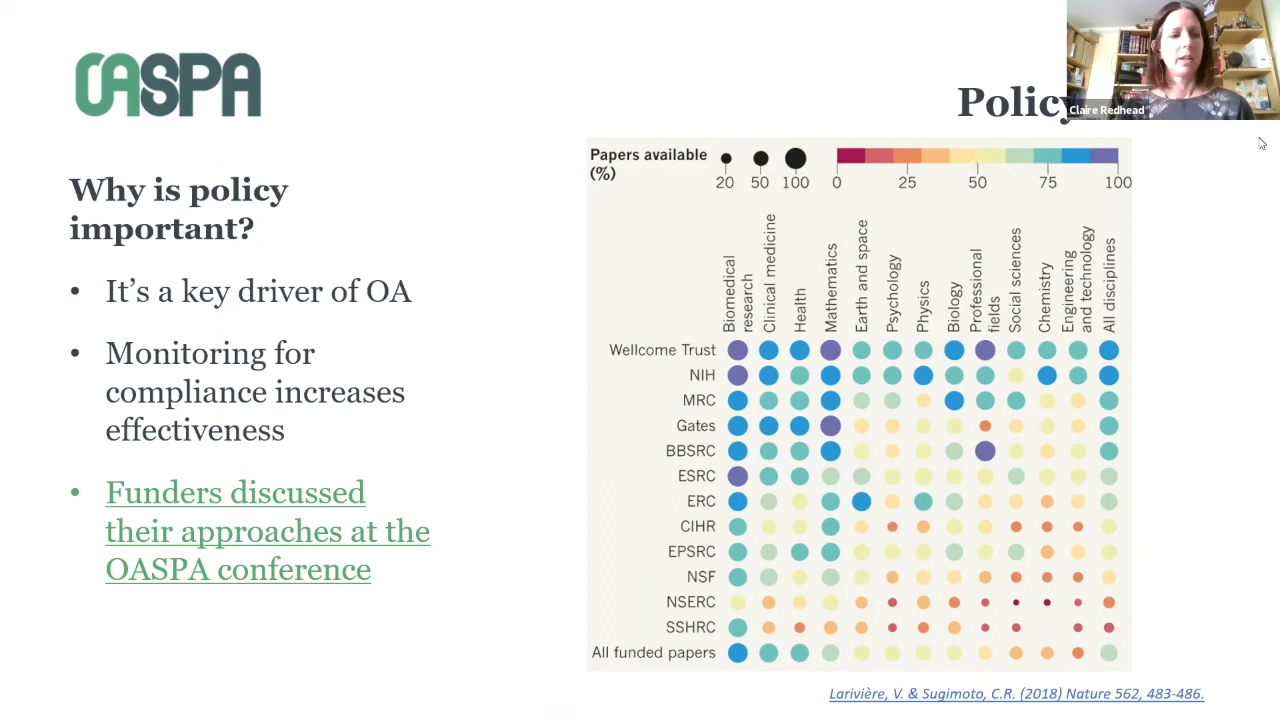 OASPA
Policy
Claire Redhead
Why is policy
important?
• It’s a key driver of OA
• Monitoring for
compliance increases
effectiveness
• Funders discussed
their approaches at the
OASPA conference
Papers available
(%)
20 50 100
0 25 50 75 100
Biomedical
research
Clinical medicine
Health
Mathematics
Earth and space
Psychology
Physics
Biology
Professional
fields
Social sciences
Chemistry
Engineering
and technology
All disciplines
Wellcome Trust
NIH
MRC
Gates
BBSRC
ESRC
ERC
CIHR
EPSRC
NSF
NSERC
SSHRC
All funded papers
Larivière, V. & Sugimoto, C.R. (2018) Nature 562, 483-486.